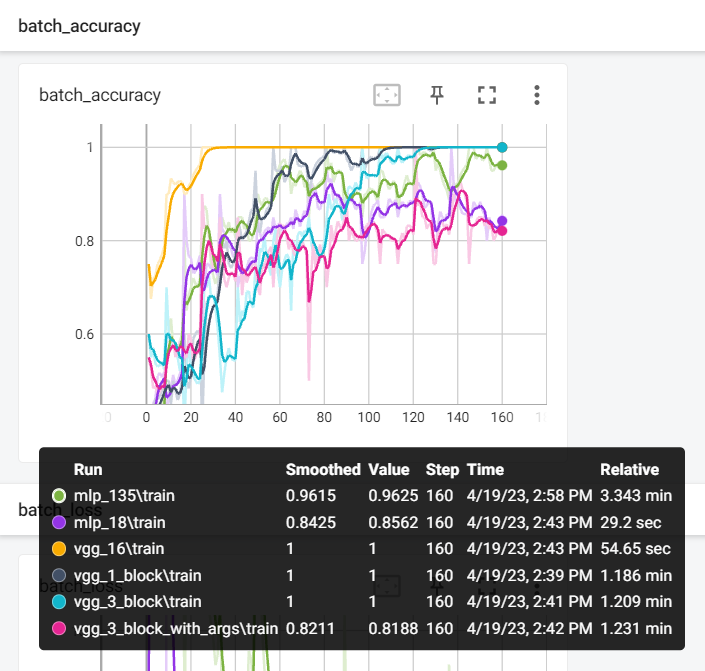 batch_accuracy
batch_accuracy
1
0.8
0.6
0 0 20 40 60 80 100 120 140 160 1
Run Smoothed Value Step Time Relative
mlp_135\train 0.9615 0.9625 160 4/19/23, 2:58 PM 3.343 min
batch_loss
mlp_18\train 0.8425 0.8562 160 4/19/23, 2:43 PM 29.2 sec
vgg_16\train 1 1 160 4/19/23, 2:43 PM 54.65 sec
vgg_1_block\train 1 1 160 4/19/23, 2:39 PM 1.186 min
batch_loss
vgg_3_block\train 1 1 160 4/19/23, 2:41 PM 1.209 min
vgg_3_block_with_args\train 0.8211 0.8188 160 4/19/23, 2:42 PM 1.231 min